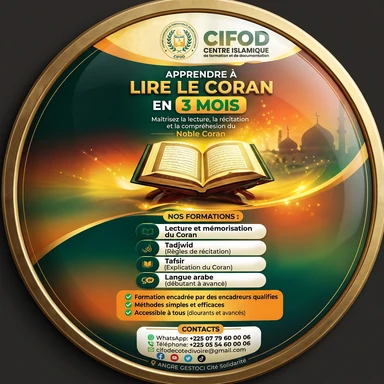 CIFOD
CIFOD
CENTRE ISLAMIQUE
de formation et de documentation
APPRENDRE À
LIRE LE CORAN
EN 3 MOIS
Maîtrisez la lecture, la récitation
et la compréhension du
Noble Coran
NOS FORMATIONS :
Lecture et mémorisation
du Coran
Tadjwid
(Règles de récitation)
Tafsir
(Explication du Coran)
Langue arabe
(débutant à avancé)
Formation encadrée par des encadreurs qualifiés
Méthodes simples et efficaces
Accessible à tous (diourants et avancés)
CONTACTS
WhatsApp: +225 07 79 60 00 06
Téléphone: +225 05 54 60 00 06
cifodecotedivoire@gmail.com
ANGRE GESTOCI Cité Solidarité